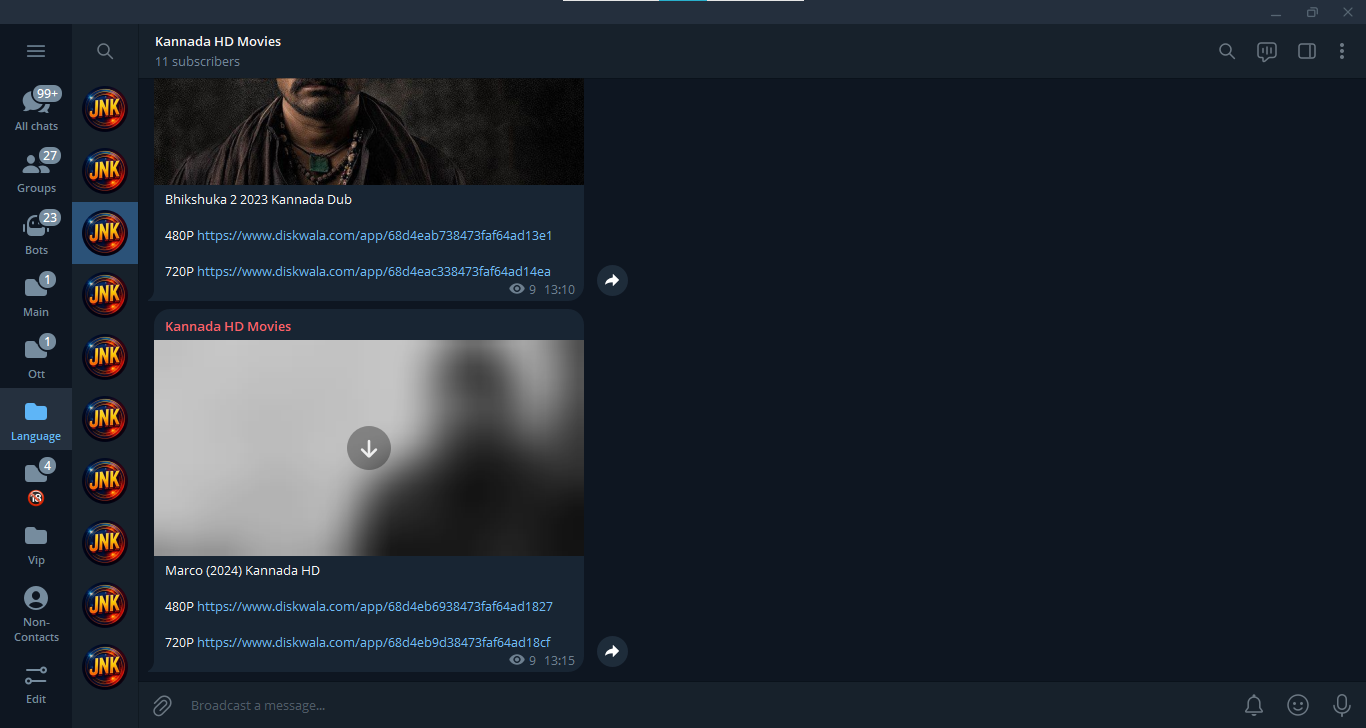 Kannada HD Movies
11 subscribers
99+
All chats
27
Groups
23
Bots
1
Main
1
Ott
Language
4
🔞
Vip
Non-
Contacts
Edit
JNK
JNK
JNK
JNK
JNK
JNK
JNK
JNK
JNK
JNK
Bhikshuka 2 2023 Kannada Dub
480P https://www.diskwala.com/app/68d4eab738473faf64ad13e1
720P https://www.diskwala.com/app/68d4eac338473faf64ad14ea
9 13:10
Kannada HD Movies
Marco (2024) Kannada HD
480P https://www.diskwala.com/app/68d4eb6938473faf64ad1827
720P https://www.diskwala.com/app/68d4eb9d38473faf64ad18cf
9 13:15
Broadcast a message...